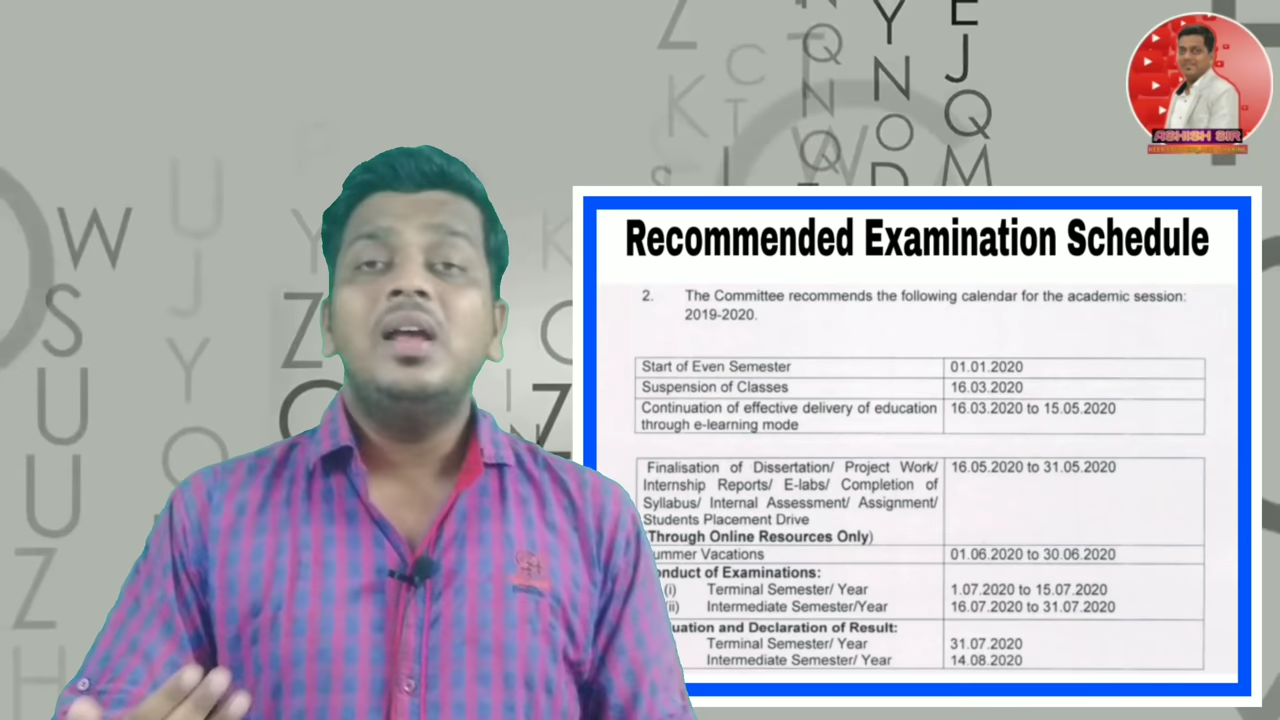 ASHISH SIR
Recommended Examination Schedule
2. The Committee recommends the following calendar for the academic session:
2019-2020.
Start of Even Semester 01.01.2020
Suspension of Classes 16.03.2020
Continuation of effective delivery of education 16.03.2020 to 15.05.2020
through e-learning mode
Finalisation of Dissertation/ Project Work/ 16.05.2020 to 31.05.2020
Internship Reports/ E-labs/ Completion of
Syllabus/ Internal Assessment/ Assignment/
Students Placement Drive
Through Online Resources Only)
ummer Vacations 01.06.2020 to 30.06.2020
onduct of Examinations:
(i) Terminal Semester/ Year 1.07.2020 to 15.07.2020
ii) Intermediate Semester/Year 16.07.2020 to 31.07.2020
uation and Declaration of Result:
Terminal Semester/ Year 31.07.2020
Intermediate Semester/ Year 14.08.2020